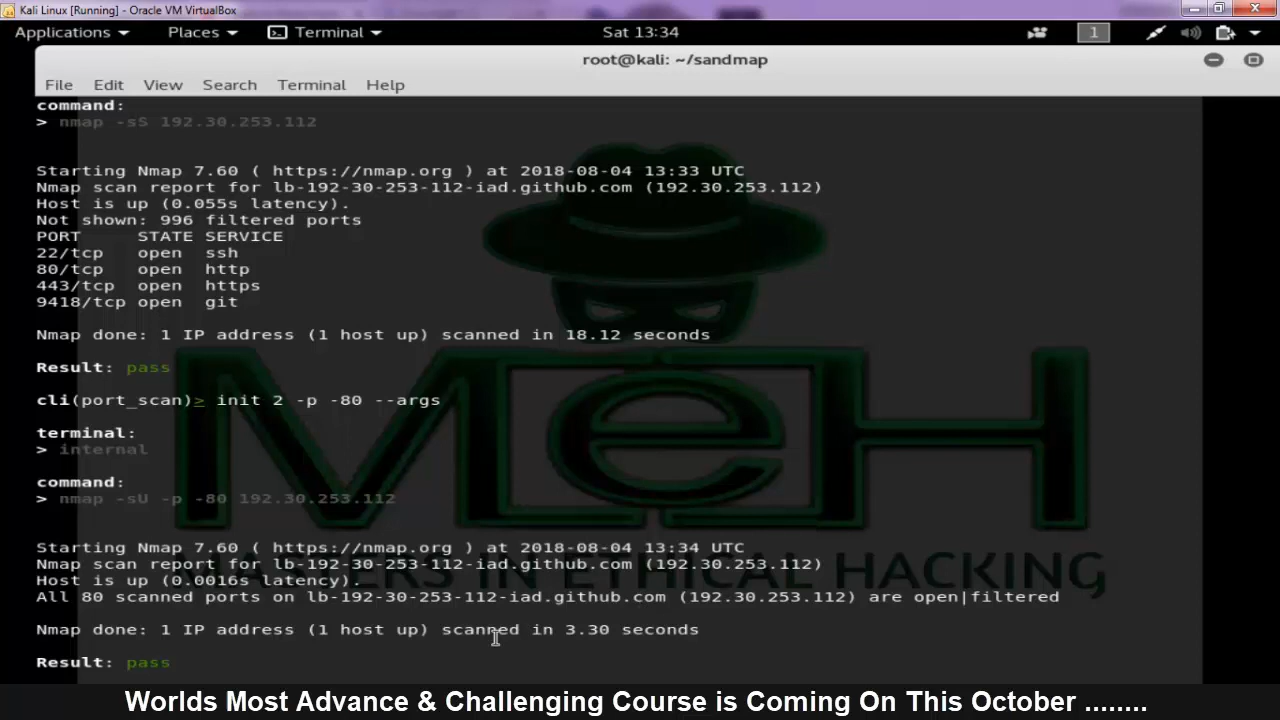 Kali Linux [Running] - Oracle VM VirtualBox
Applications Places Terminal Sat 13:34 1
root@kali: ~/sandmap
File Edit View Search Terminal Help
command:
> nmap -sS 192.30.253.112
Starting Nmap 7.60 ( https://nmap.org ) at 2018-08-04 13:33 UTC
Nmap scan report for lb-192-30-253-112-iad.github.com (192.30.253.112)
Host is up (0.055s latency).
Not shown: 996 filtered ports
PORT     STATE SERVICE
22/tcp   open  ssh
80/tcp   open  http
443/tcp  open  https
9418/tcp open  git
Nmap done: 1 IP address (1 host up) scanned in 18.12 seconds
Result: pass
cli(port_scan)> init 2 -p -80 --args
terminal:
> internal
command:
> nmap -sU -p -80 192.30.253.112
Starting Nmap 7.60 ( https://nmap.org ) at 2018-08-04 13:34 UTC
Nmap scan report for lb-192-30-253-112-iad.github.com (192.30.253.112)
Host is up (0.0016s latency).
All 80 scanned ports on lb-192-30-253-112-iad.github.com (192.30.253.112) are open|filtered
Nmap done: 1 IP address (1 host up) scanned in 3.30 seconds
Result: pass
MeH
MASTERS IN ETHICAL HACKING
Worlds Most Advance & Challenging Course is Coming On This October ........